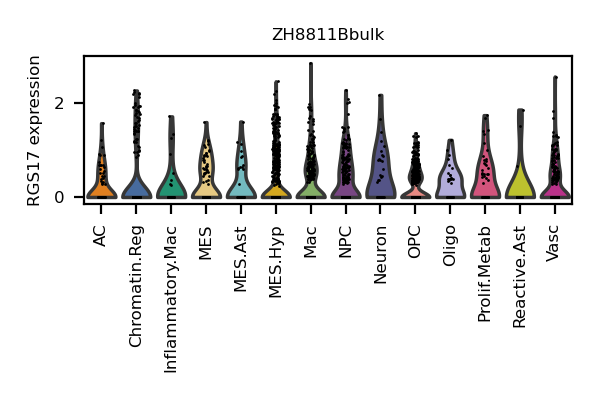 ZH8811Bbulk
RGS17 expression
2
0
AC
Chromatin.Reg
Inflammatory.Mac
MES
MES.Ast
MES.Hyp
Mac
NPC
Neuron
OPC
Oligo
Prolif.Metab
Reactive.Ast
Vasc